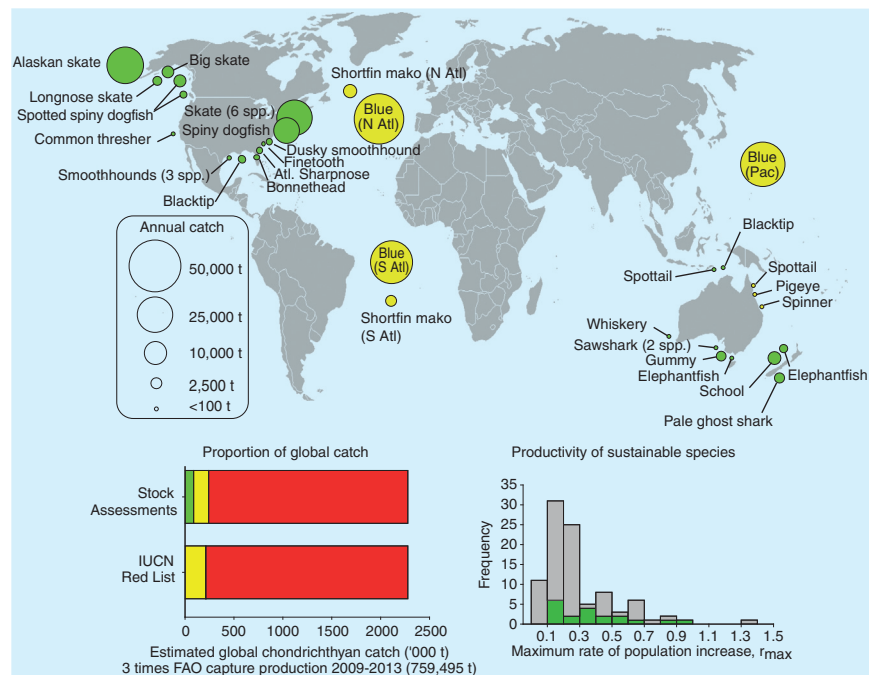 Alaskan skate
Big skate
Longnose skate
Spotted spiny dogfish
Common thresher
Shortfin mako (N Atl)
Skate (6 spp.)
Spiny dogfish
Blue
(N Atl)
Dusky smoothhound
Finetooth
Smoothhounds (3 spp.)
Atl. Sharpnose
Bonnethead
Blacktip
Blue
(Pac)
Annual catch
50,000 t
25,000 t
10,000 t
2,500 t
<100 t
Blue
(S Atl)
Shortfin mako
(S Atl)
Blacktip
Spottail
Spottail
Pigeye
Spinner
Whiskery
Sawshark (2 spp.)
Gummy
Elephantfish
School
Elephantfish
Pale ghost shark
Proportion of global catch
Stock
Assessments
IUCN
Red List
0 500 1000 1500 2000 2500
Estimated global chondrichthyan catch ('000 t)
3 times FAO capture production 2009-2013 (759,495 t)
Productivity of sustainable species
Frequency
35
30
25
20
15
10
5
0
0.1 0.3 0.5 0.7 0.9 1.1 1.3 1.5
Maximum rate of population increase, rmax